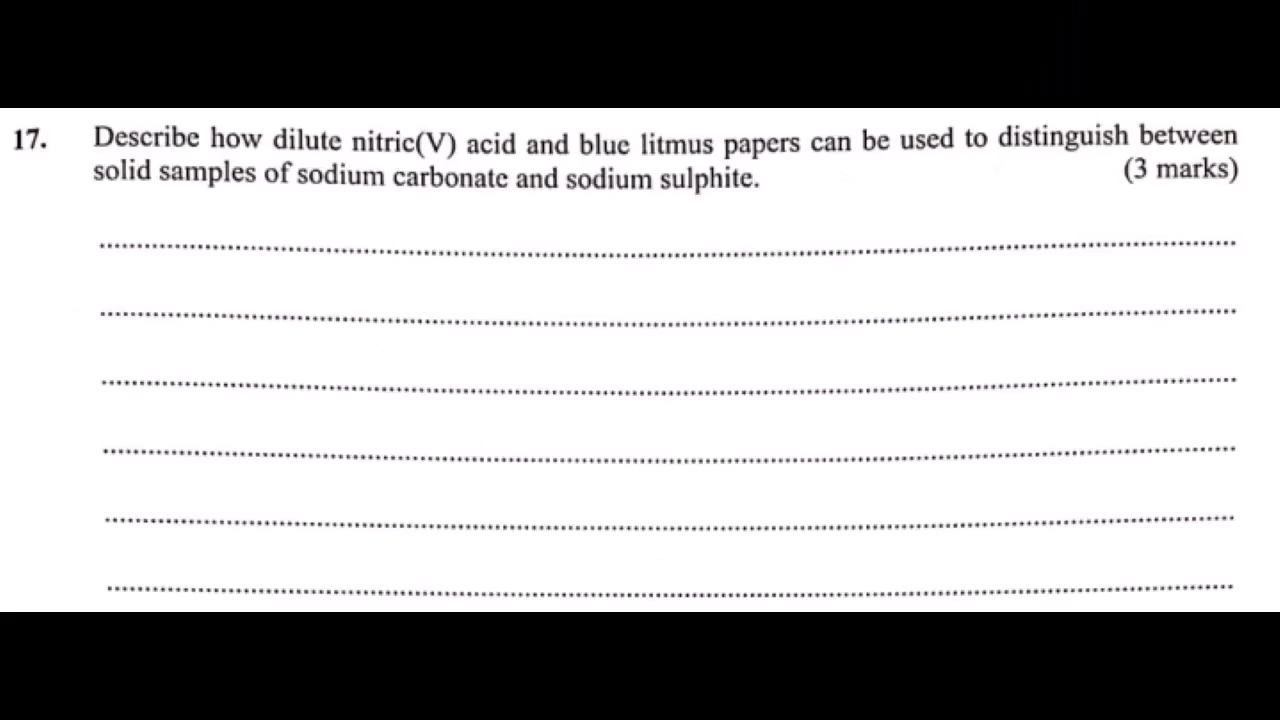 17. Describe how dilute nitric(V) acid and blue litmus papers can be used to distinguish between
solid samples of sodium carbonate and sodium sulphite. (3 marks)